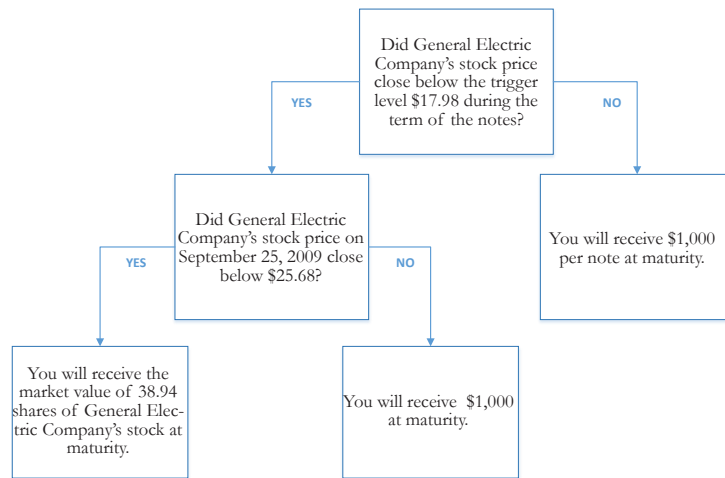 Did General Electric
Company's stock price
close below the trigger
level $17.98 during the
term of the notes?
YES
NO
Did General Electric
Company's stock price on
September 25, 2009 close
below $25.68?
You will receive $1,000
per note at maturity.
YES
NO
You will receive the
market value of 38.94
shares of General Elec-
tric Company's stock at
maturity.
You will receive $1,000
at maturity.